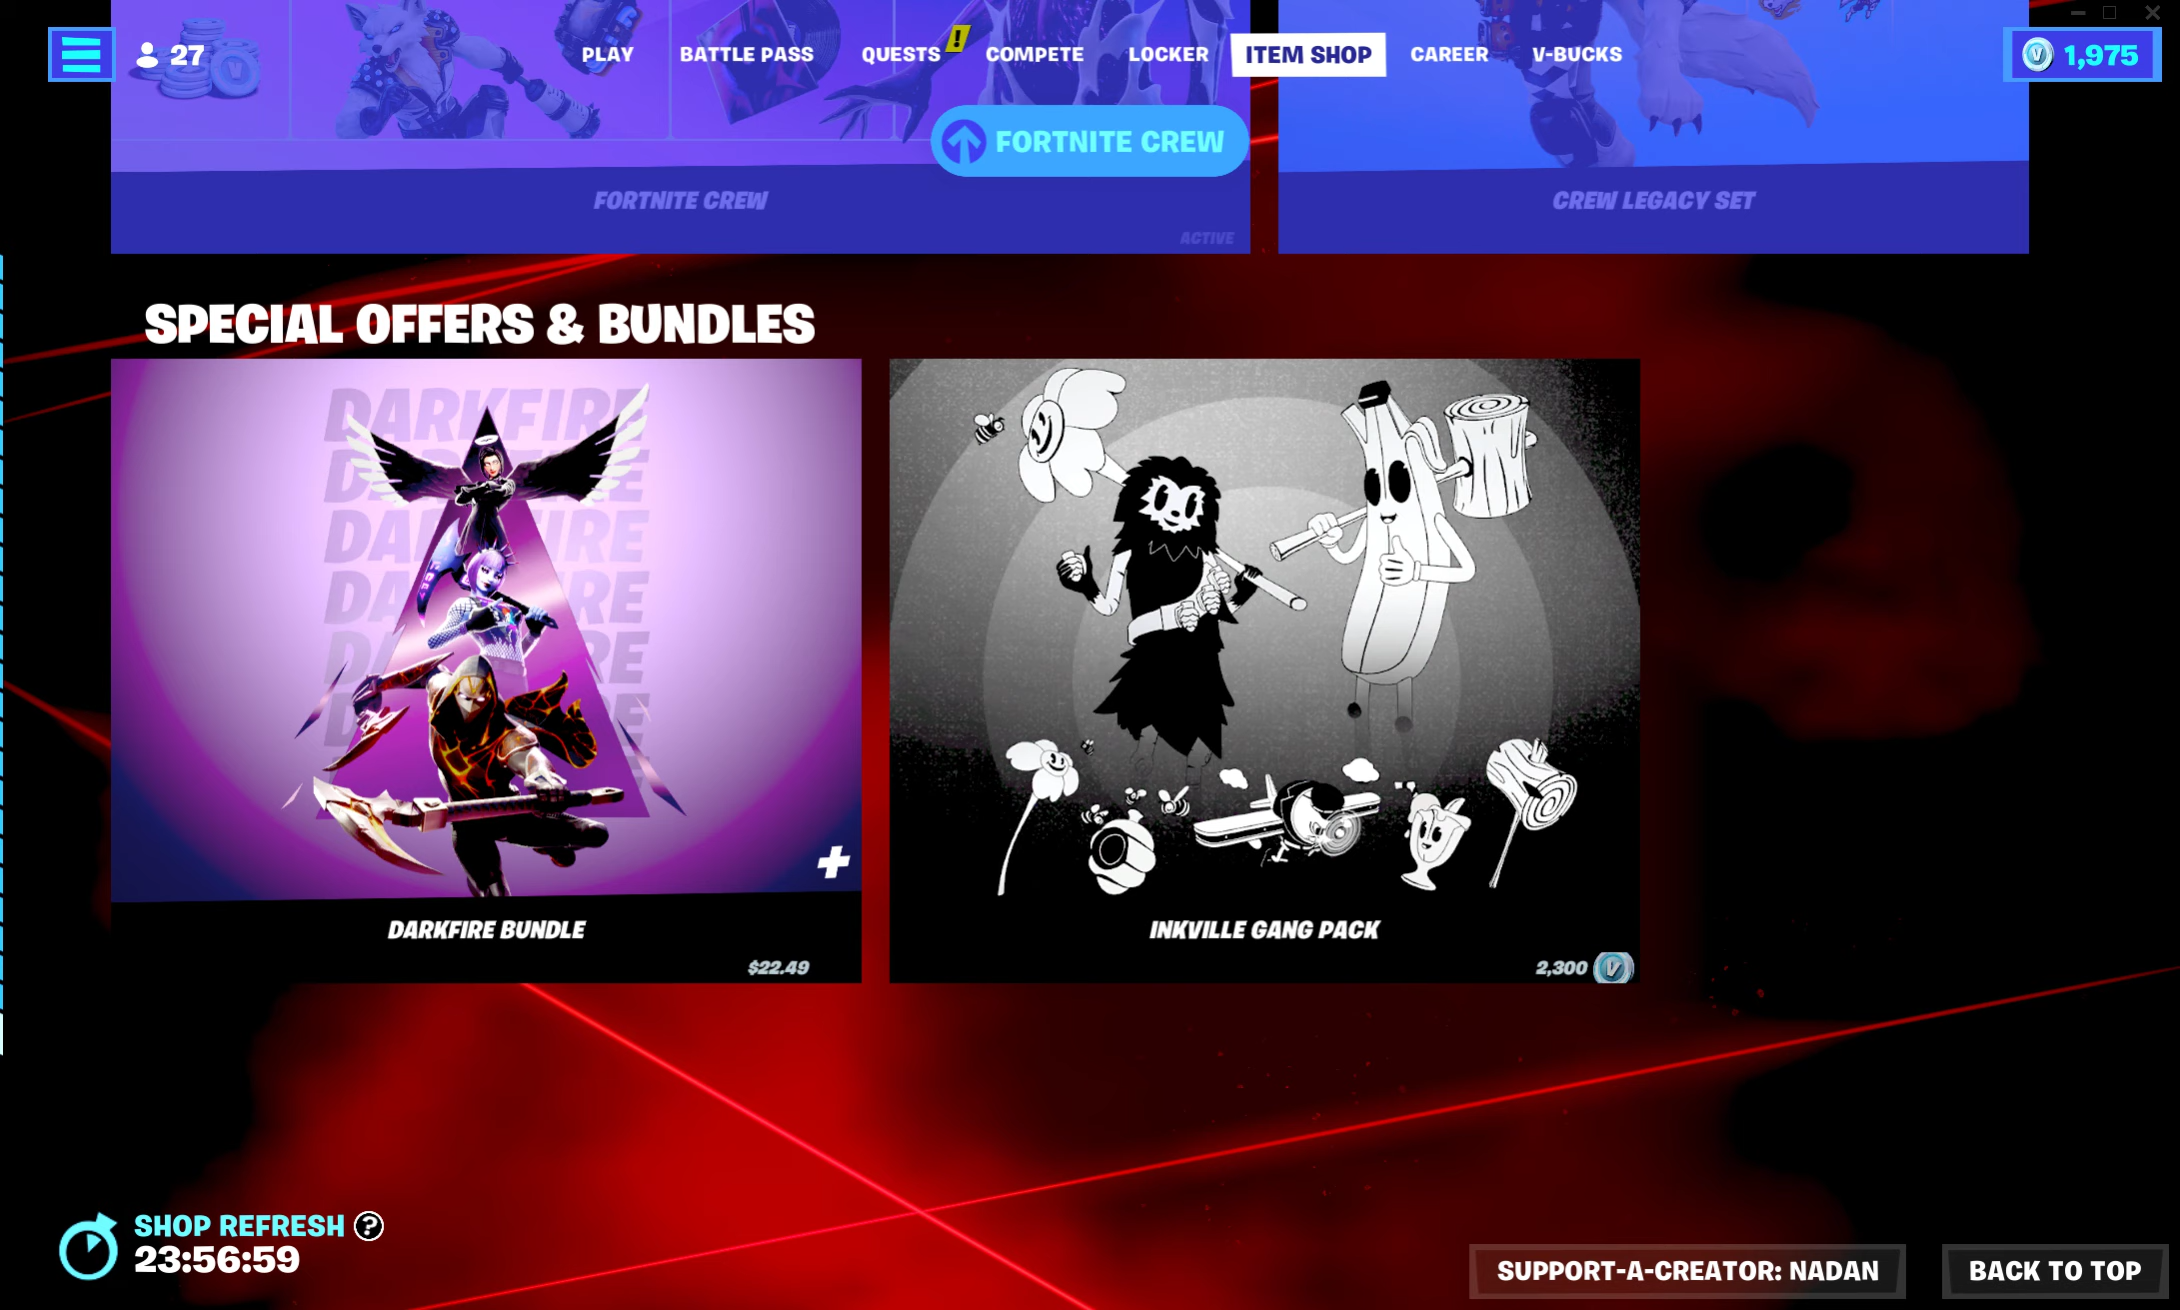 27
PLAY
BATTLE PASS
QUESTS
!
COMPETE
LOCKER
ITEM SHOP
CAREER
V-BUCKS
1,975
FORTNITE CREW
FORTNITE CREW
ACTIVE
CREW LEGACY SET
SPECIAL OFFERS & BUNDLES
DARKFIRE
DARKFIRE BUNDLE
$22.49
INKVILLE GANG PACK
2,300
SHOP REFRESH ?
23:56:59
SUPPORT-A-CREATOR: NADAN
BACK TO TOP